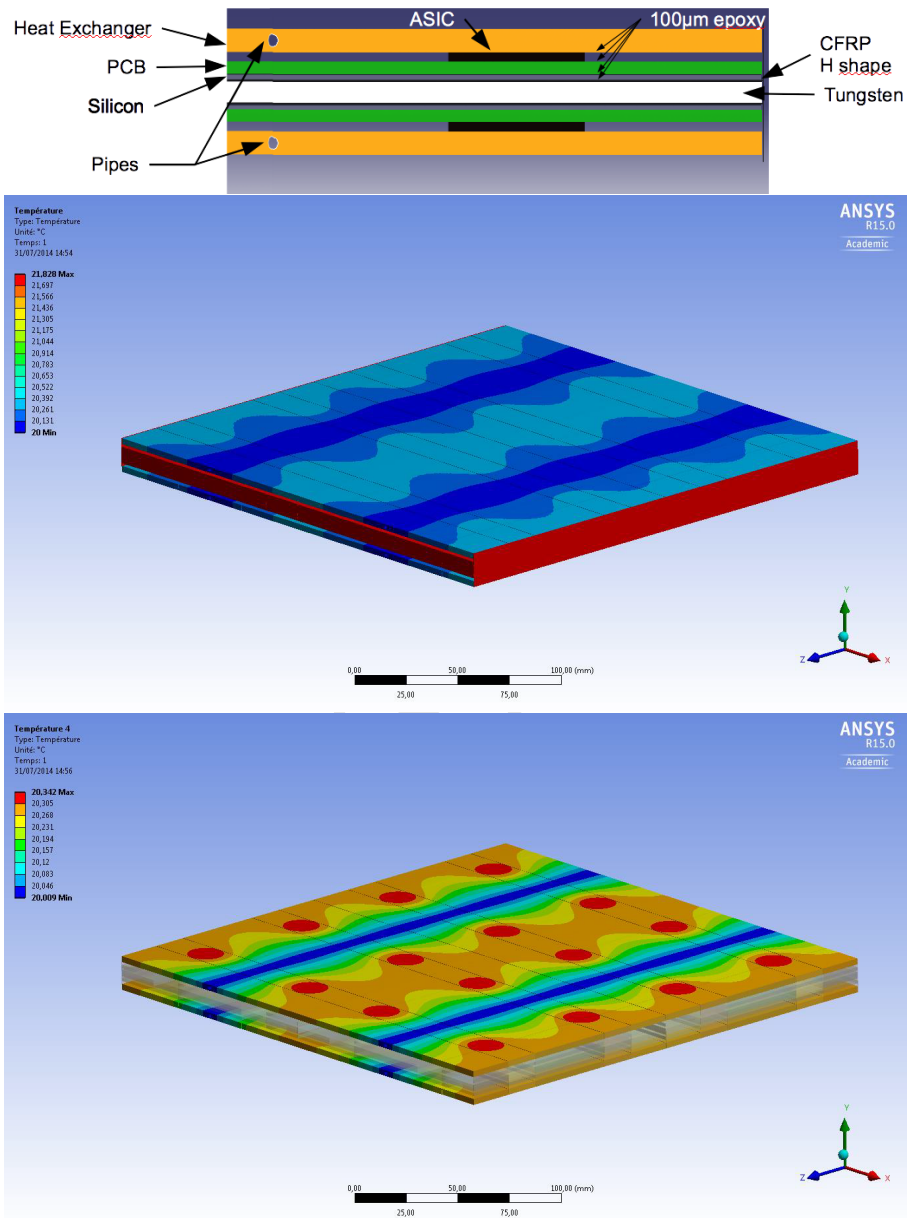 Heat Exchanger
ASIC
100µm epoxy
CFRP
H shape
PCB
Silicon
Tungsten
Pipes
Température
Type: Température
Unité: °C
Temps: 1
31/07/2014 14:54
21,828 Max
21,697
21,566
21,436
21,305
21,175
21,044
20,914
20,783
20,653
20,522
20,392
20,261
20,131
20 Min
ANSYS
R15.0
Academic
Y
Z
X
0,00
50,00
100,00 (mm)
25,00
75,00
Température 4
Type: Température
Unité: °C
Temps: 1
31/07/2014 14:56
20,342 Max
20,305
20,268
20,231
20,194
20,157
20,12
20,083
20,046
20,009 Min
ANSYS
R15.0
Academic
Y
Z
X
0,00
50,00
100,00 (mm)
25,00
75,00